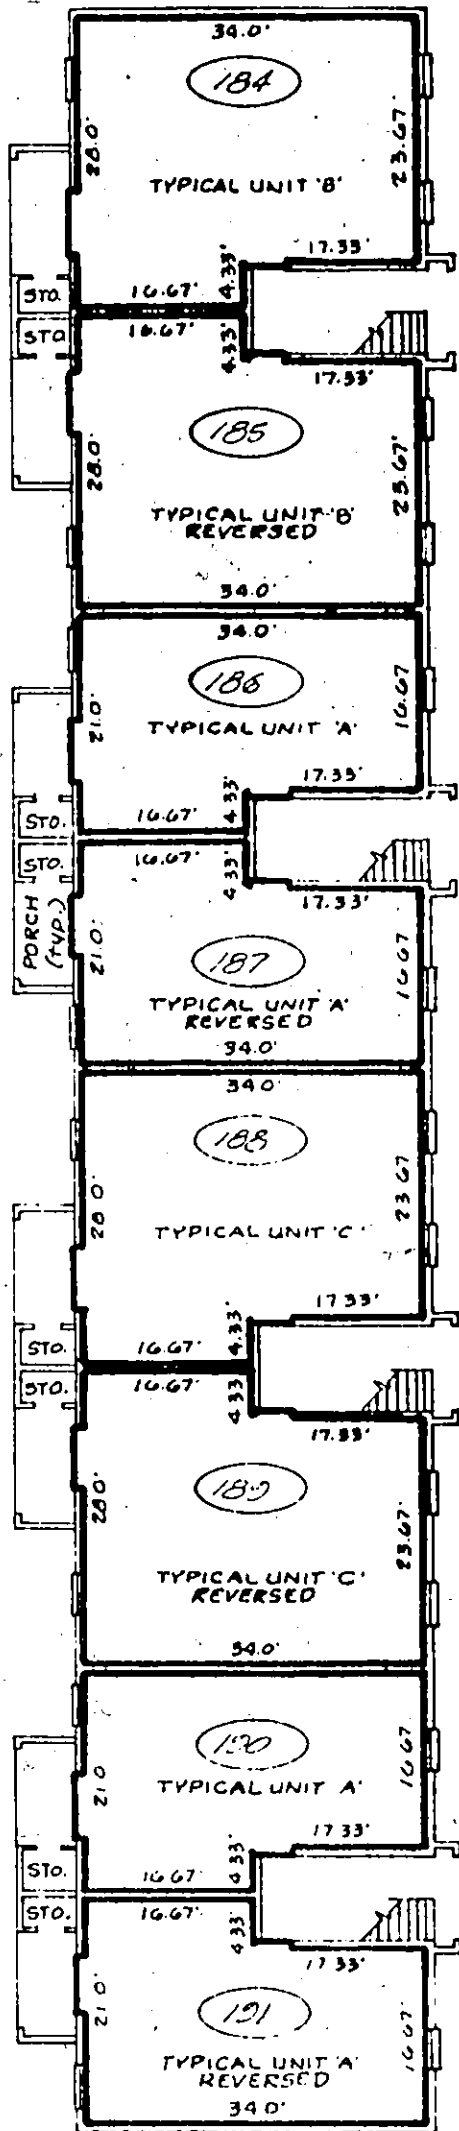 34.0'
184
28.0'
23.67'
TYPICAL UNIT 'B'
17.33'
4.33'
16.67'
STO.
STO
16.67'
4.33'
17.33'
185
28.0'
23.67'
TYPICAL UNIT 'B'
REVERSED
34.0'
34.0'
186
21.0'
16.67
TYPICAL UNIT 'A'
17.33'
4.33'
16.67'
STO.
STO.
16.67'
4.33'
17.33'
PORCH
(TYP.)
187
21.0'
16.67
TYPICAL UNIT 'A'
REVERSED
34.0'
34.0'
188
28.0'
23.67
TYPICAL UNIT 'C'
17.33'
4.33'
16.67'
STO.
STO.
16.67'
4.33
17.33'
189
28.0'
23.67'
TYPICAL UNIT 'C'
REVERSED
34.0'
190
21.0
16.67
TYPICAL UNIT A'
17.33'
4.33'
16.67'
STO.
STO.
16.67'
4.33'
17.33'
191
21.0'
16.67'
TYPICAL UNIT 'A'
REVERSED
34.0'